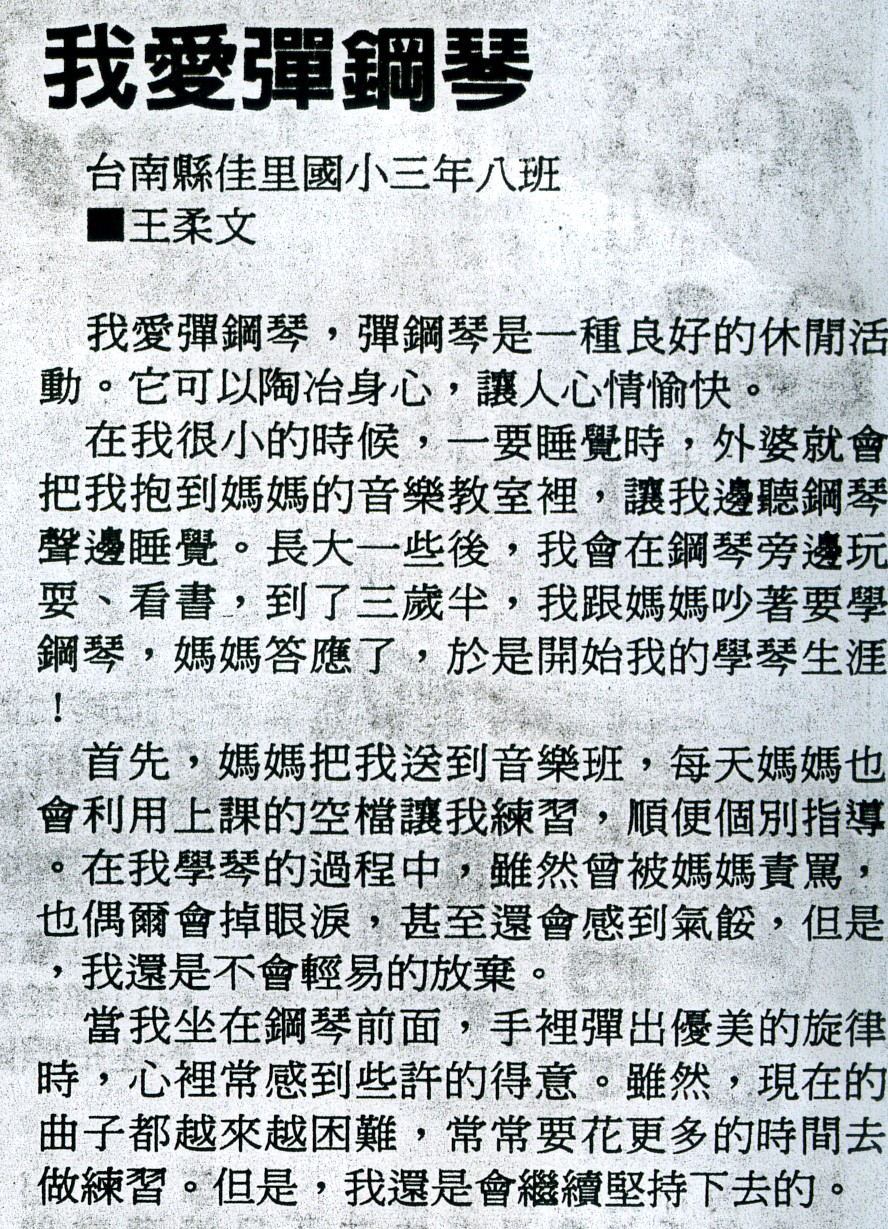 我愛彈鋼琴
台南縣佳里國小三年八班
■王柔文
我愛彈鋼琴，彈鋼琴是一種良好的休閒活
動。它可以陶冶身心，讓人心情愉快。
在我很小的時候，一要睡覺時，外婆就會
把我抱到媽媽的音樂教室裡，讓我邊聽鋼琴
聲邊睡覺。長大一些後，我會在鋼琴旁邊玩
耍、看書，到了三歲半，我跟媽媽吵著要學
鋼琴，媽媽答應了，於是開始我的學琴生涯
！
首先，媽媽把我送到音樂班，每天媽媽也
會利用上課的空檔讓我練習，順便個別指導
。在我學琴的過程中，雖然曾被媽媽責罵，
也偶爾會掉眼淚，甚至還會感到氣餒，但是
，我還是不會輕易的放棄。
當我坐在鋼琴前面，手裡彈出優美的旋律
時，心裡常感到些許的得意。雖然，現在的
曲子都越來越困難，常常要花更多的時間去
做練習。但是，我還是會繼續堅持下去的。